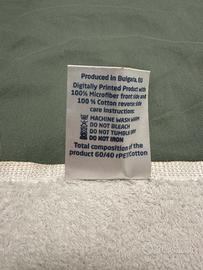 Produced in Bulgaria, EU
Digitally Printed Product with
100% Microfiber front side and
100 % Cotton reverse side
care instructions:
MACHINE WASH WARM
DO NOT BLEACH
DO NOT TUMBLE DRY
DO NOT IRON
Total composition of the
product 60/40 rPET/Cotton